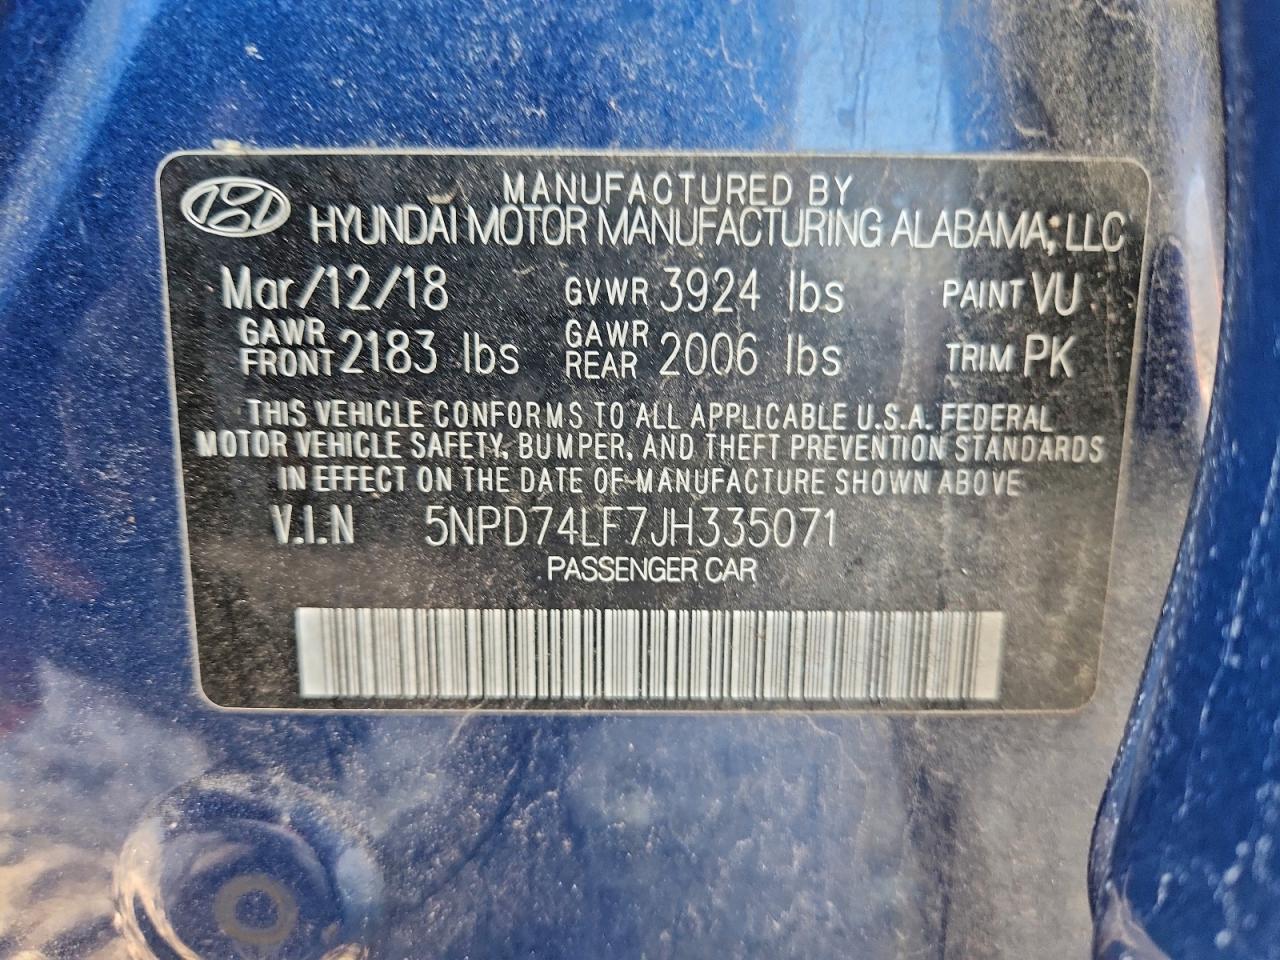 MANUFACTURED BY
HYUNDAI MOTOR MANUFACTURING ALABAMA, LLC
Mar/12/18 GVWR 3924 lbs PAINT VU
GAWR FRONT 2183 lbs GAWR REAR 2006 lbs TRIM PK
THIS VEHICLE CONFORMS TO ALL APPLICABLE U.S.A. FEDERAL
MOTOR VEHICLE SAFETY, BUMPER, AND THEFT PREVENTION STANDARDS
IN EFFECT ON THE DATE OF MANUFACTURE SHOWN ABOVE
V.I.N 5NPD74LF7JH335071
PASSENGER CAR